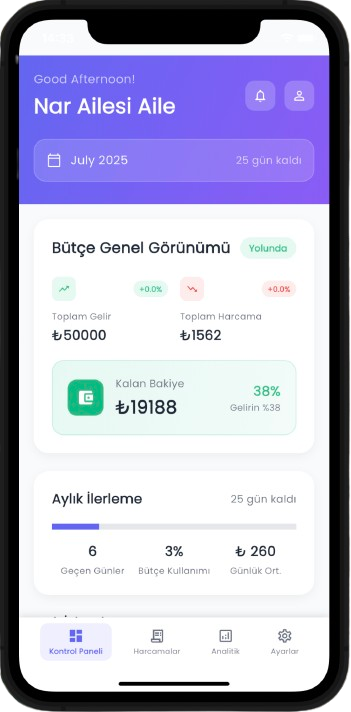 Good Afternoon!
Nar Ailesi Aile
July 2025
25 gün kaldı
Bütçe Genel Görünümü
Yolunda
+0.0%
+0.0%
Toplam Gelir
Toplam Harcama
₺50000
₺1562
Kalan Bakiye
₺19188
38%
Gelirin %38
Aylık İlerleme
25 gün kaldı
6
3%
₺ 260
Geçen Günler
Bütçe Kullanımı
Günlük Ort.
Kontrol Paneli
Harcamalar
Analitik
Ayarlar